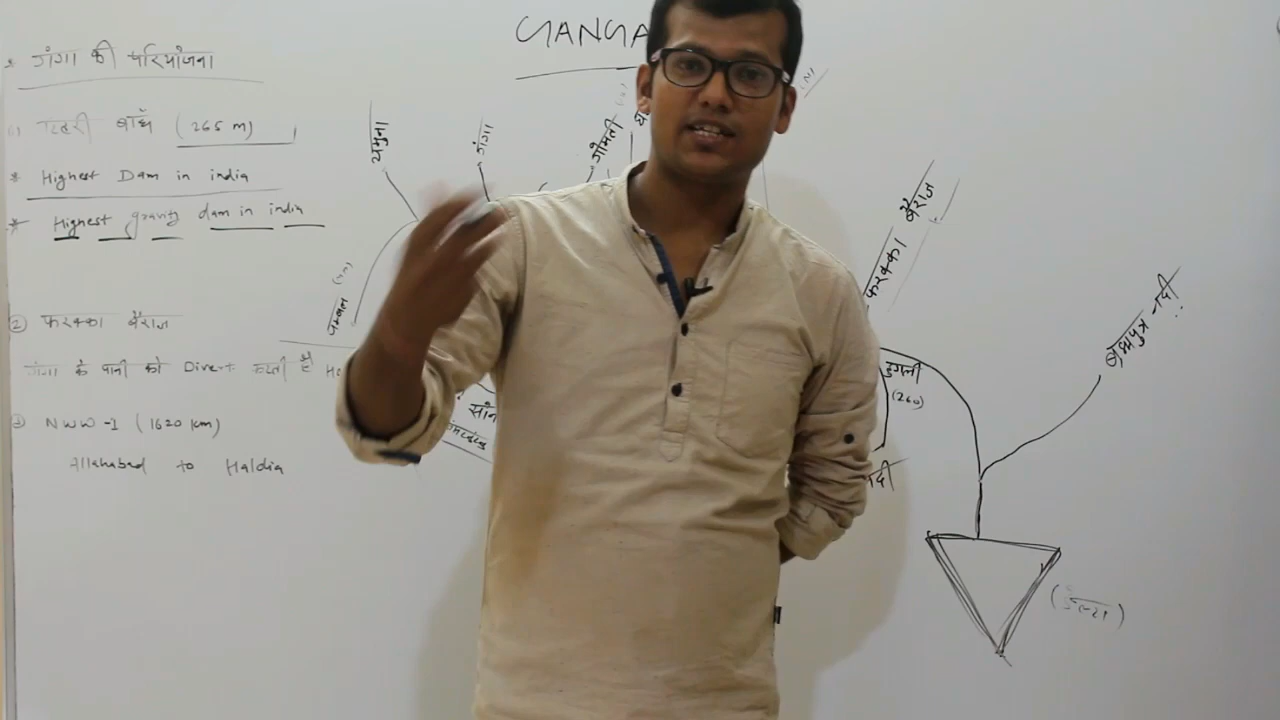 GANGA
* गंगा की परियोजना
(1) टिहरी बाँध (265 m)
* Highest Dam in india
* Highest gravity dam in india
② फरक्का बैराज
गंगा के पानी को Divert करती है
③ NWW-1 (1620 km)
Allahabad to Haldia
यमुना
गंगा
गोमती
चम्बल
सोन
फरक्का बैराज
हुगली
(260)
नदी
ब्रह्मपुत्र नदी
(डेल्टा)